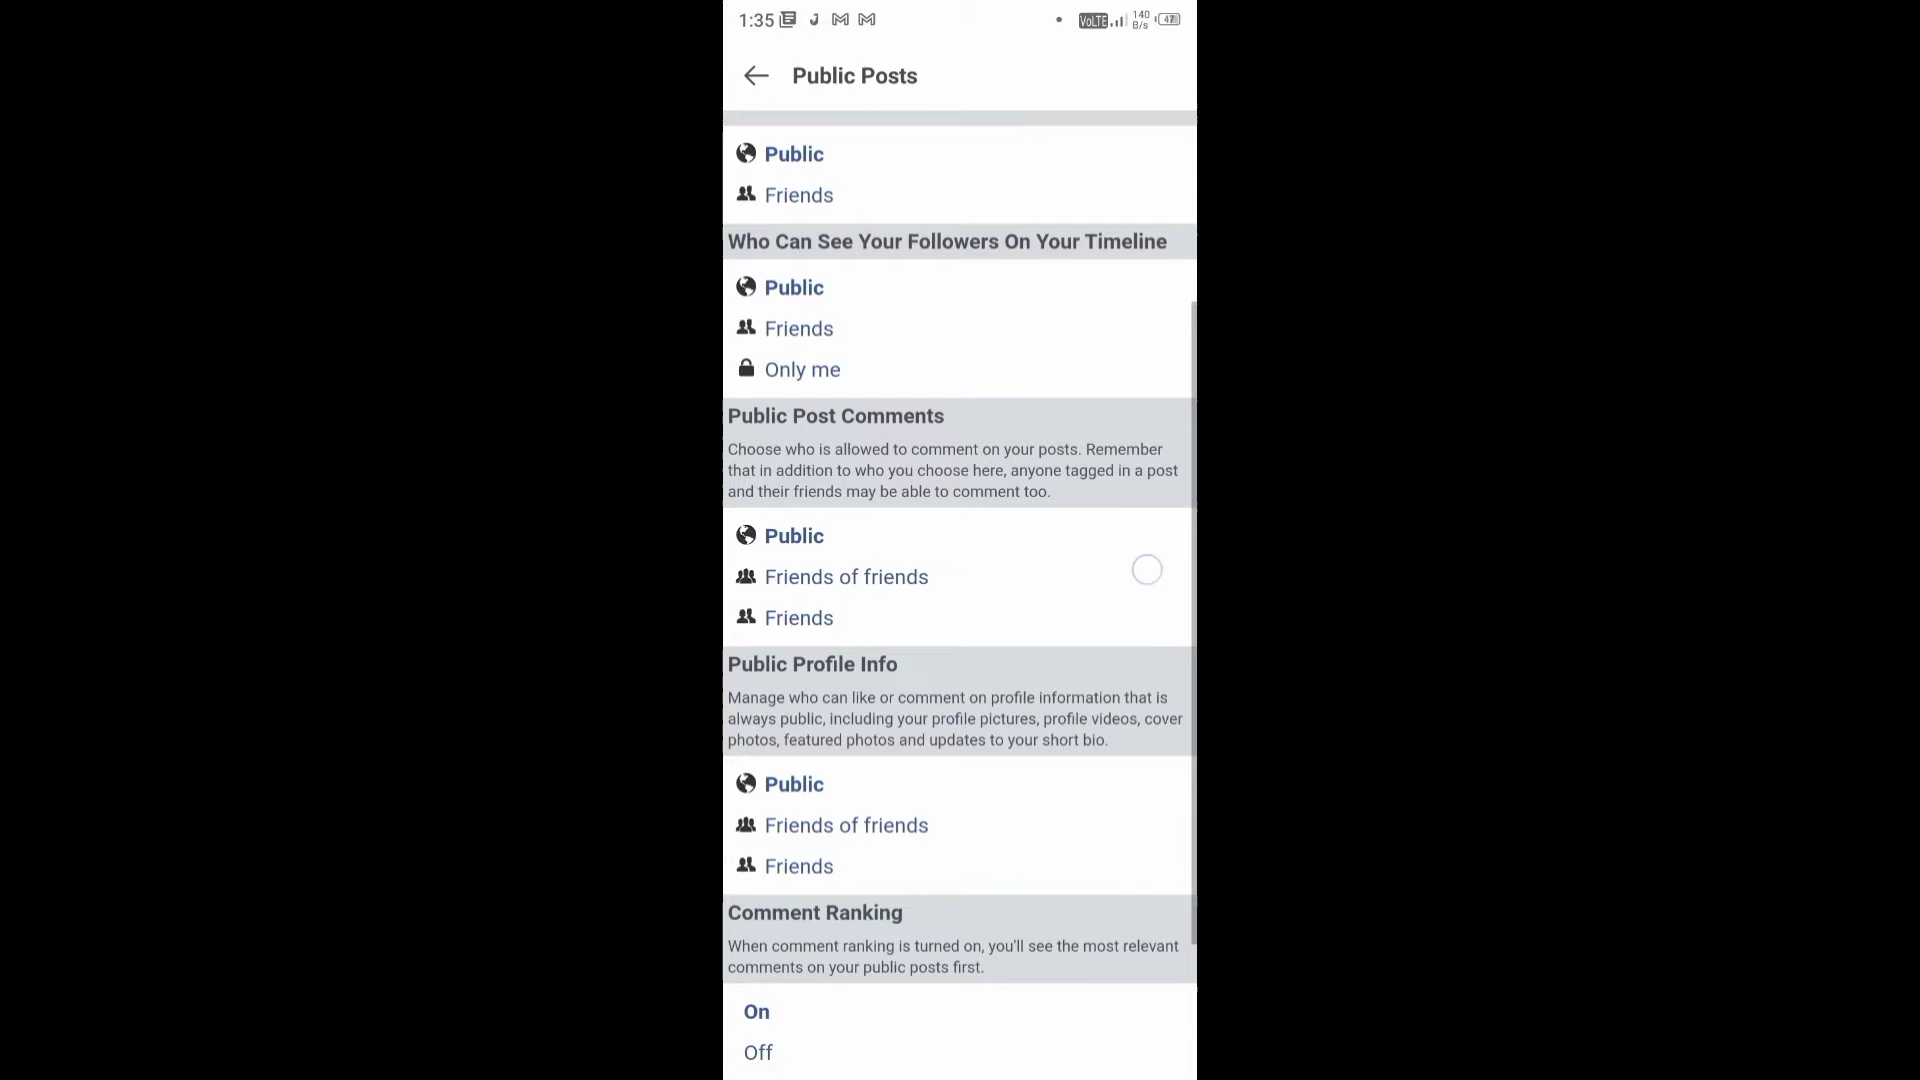 1:35 VoLTE 140 B/s 47
Public Posts
Public
Friends
Who Can See Your Followers On Your Timeline
Public
Friends
Only me
Public Post Comments
Choose who is allowed to comment on your posts. Remember
that in addition to who you choose here, anyone tagged in a post
and their friends may be able to comment too.
Public
Friends of friends
Friends
Public Profile Info
Manage who can like or comment on profile information that is
always public, including your profile pictures, profile videos, cover
photos, featured photos and updates to your short bio.
Public
Friends of friends
Friends
Comment Ranking
When comment ranking is turned on, you'll see the most relevant
comments on your public posts first.
On
Off